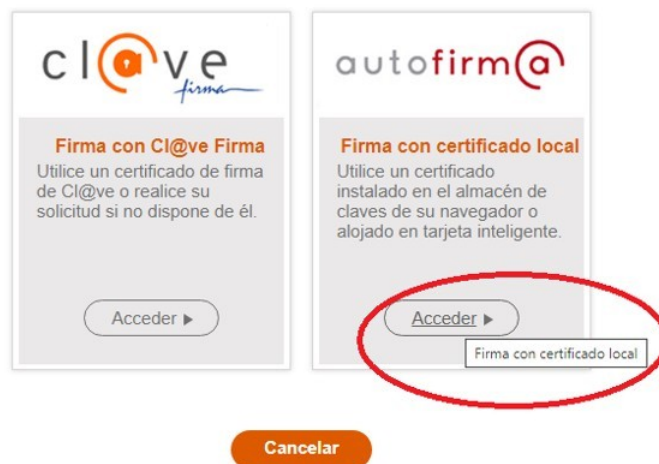 cl@ve
firma
Firma con Cl@ve Firma
Utilice un certificado de firma
de Cl@ve o realice su
solicitud si no dispone de él.
Acceder
autofirm@
Firma con certificado local
Utilice un certificado
instalado en el almacén de
claves de su navegador o
alojado en tarjeta inteligente.
Acceder
Firma con certificado local
Cancelar